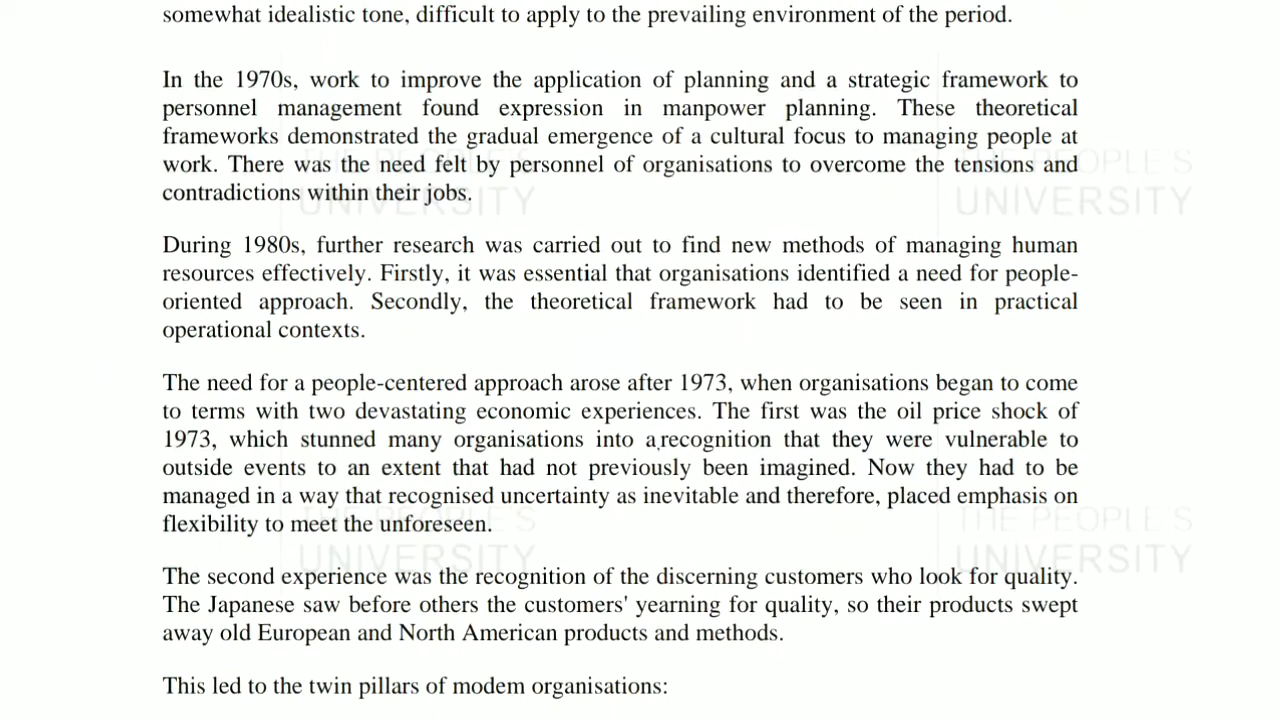 somewhat idealistic tone, difficult to apply to the prevailing environment of the period.
In the 1970s, work to improve the application of planning and a strategic framework to
personnel management found expression in manpower planning. These theoretical
frameworks demonstrated the gradual emergence of a cultural focus to managing people at
work. There was the need felt by personnel of organisations to overcome the tensions and
contradictions within their jobs.
THE PEOPLE'S
UNIVERSITY
THE PEOPLE'S
UNIVERSITY
During 1980s, further research was carried out to find new methods of managing human
resources effectively. Firstly, it was essential that organisations identified a need for people-
oriented approach. Secondly, the theoretical framework had to be seen in practical
operational contexts.
The need for a people-centered approach arose after 1973, when organisations began to come
to terms with two devastating economic experiences. The first was the oil price shock of
1973, which stunned many organisations into a recognition that they were vulnerable to
outside events to an extent that had not previously been imagined. Now they had to be
managed in a way that recognised uncertainty as inevitable and therefore, placed emphasis on
flexibility to meet the unforeseen.
THE PEOPLE'S
UNIVERSITY
THE PEOPLE'S
UNIVERSITY
The second experience was the recognition of the discerning customers who look for quality.
The Japanese saw before others the customers' yearning for quality, so their products swept
away old European and North American products and methods.
This led to the twin pillars of modem organisations: